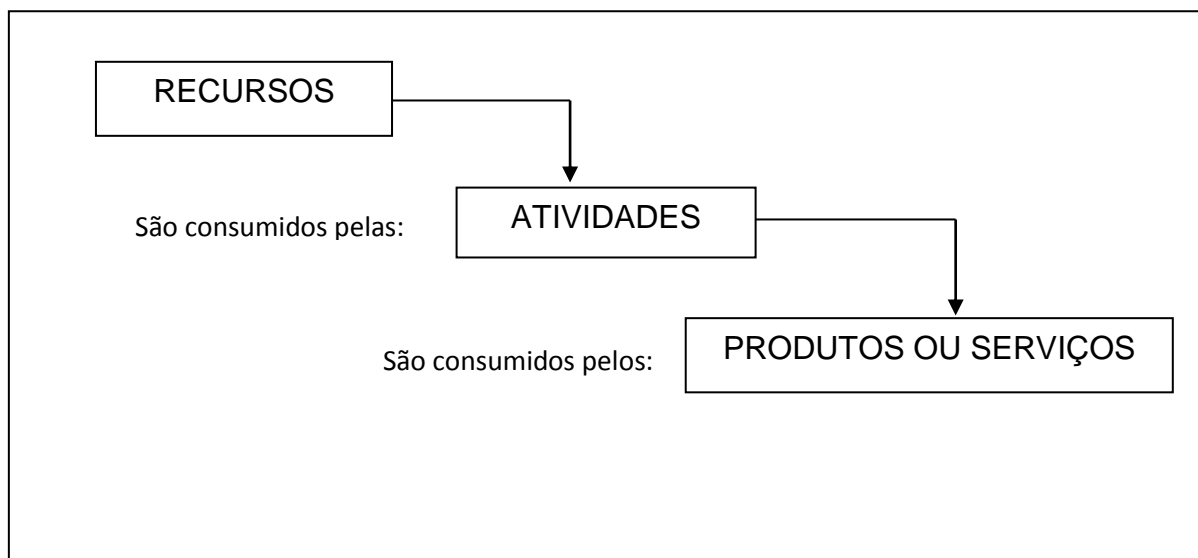 RECURSOS
São consumidos pelas:
ATIVIDADES
São consumidos pelos:
PRODUTOS OU SERVIÇOS